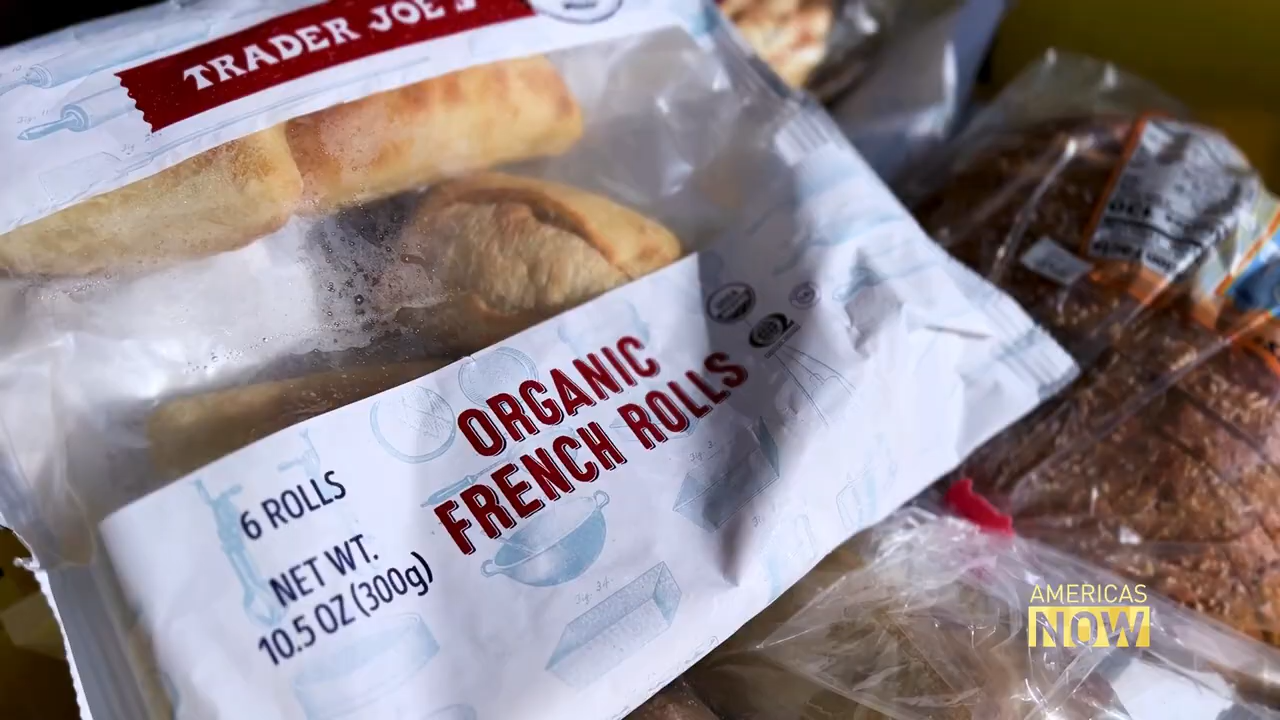 TRADER JOE'S
ORGANIC
FRENCH ROLLS
6 ROLLS
NET WT.
10.5 OZ (300g)
AMERICAS
NOW